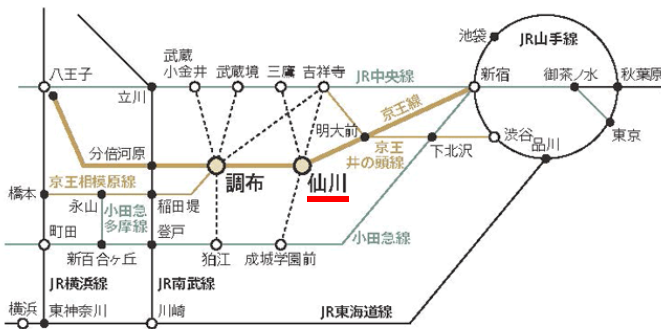 池袋
JR山手線
八王子
武蔵
小金井
武蔵境
三鷹
吉祥寺
JR中央線
新宿
御茶ノ水
秋葉原
立川
京王線
明大前
渋谷
東京
分倍河原
京王
井の頭線
下北沢
品川
調布
仙川
橋本
京王相模原線
永山
稲田堤
小田急
多摩線
町田
登戸
小田急線
新百合ヶ丘
狛江
成城学園前
JR横浜線
JR南武線
横浜
東神奈川
川崎
JR東海道線